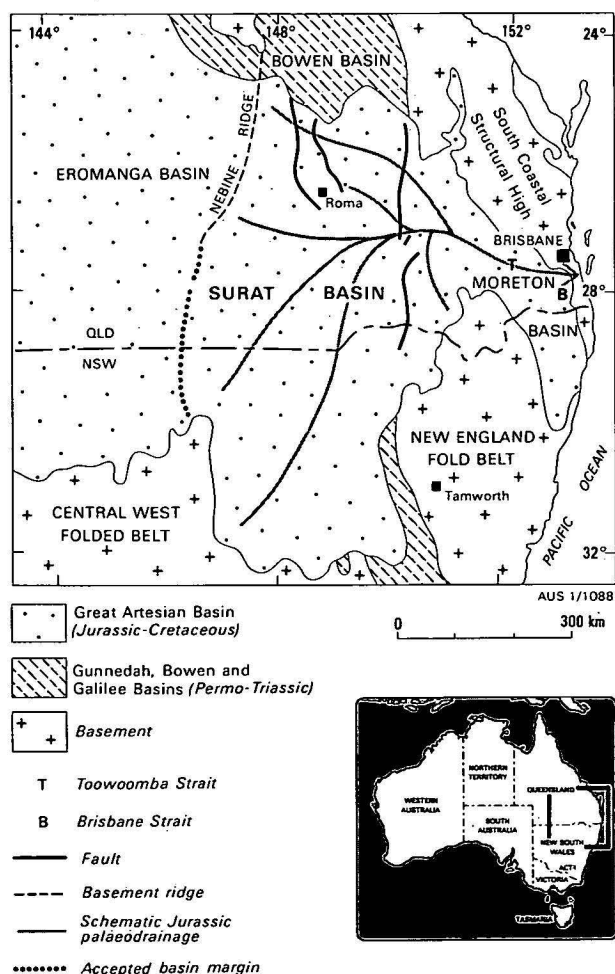 144°
148°
152°
24°
BOWEN BASIN
EROMANGA BASIN
NEBINE RIDGE
Roma
South Coastal
Structural High
BRISBANE
T
MORETON
B
28°
SURAT BASIN
BASIN
QLD
NSW
NEW ENGLAND
FOLD BELT
Tamworth
CENTRAL WEST
FOLDED BELT
PACIFIC OCEAN
32°
AUS 1/1088
0 300 km
Great Artesian Basin
(Jurassic-Cretaceous)
Gunnedah, Bowen and
Galilee Basins (Permo-Triassic)
Basement
T Toowoomba Strait
B Brisbane Strait
Fault
Basement ridge
Schematic Jurassic
palaeodrainage
Accepted basin margin
WESTERN
AUSTRALIA
NORTHERN
TERRITORY
SOUTH
AUSTRALIA
QUEENSLAND
NEW SOUTH
WALES
ACT
VICTORIA
TASMANIA